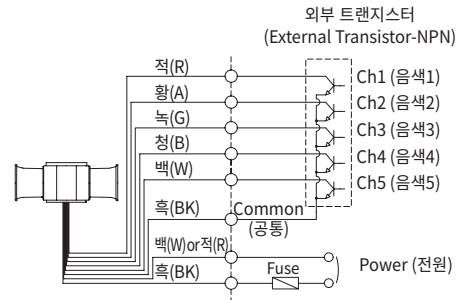 외부 트랜지스터
(External Transistor-NPN)
적(R)
Ch1 (음색1)
황(A)
Ch2 (음색2)
녹(G)
Ch3 (음색3)
청(B)
Ch4 (음색4)
백(W)
Ch5 (음색5)
흑(BK)
Common
(공통)
백(W)or적(R)
흑(BK)
Fuse
Power (전원)